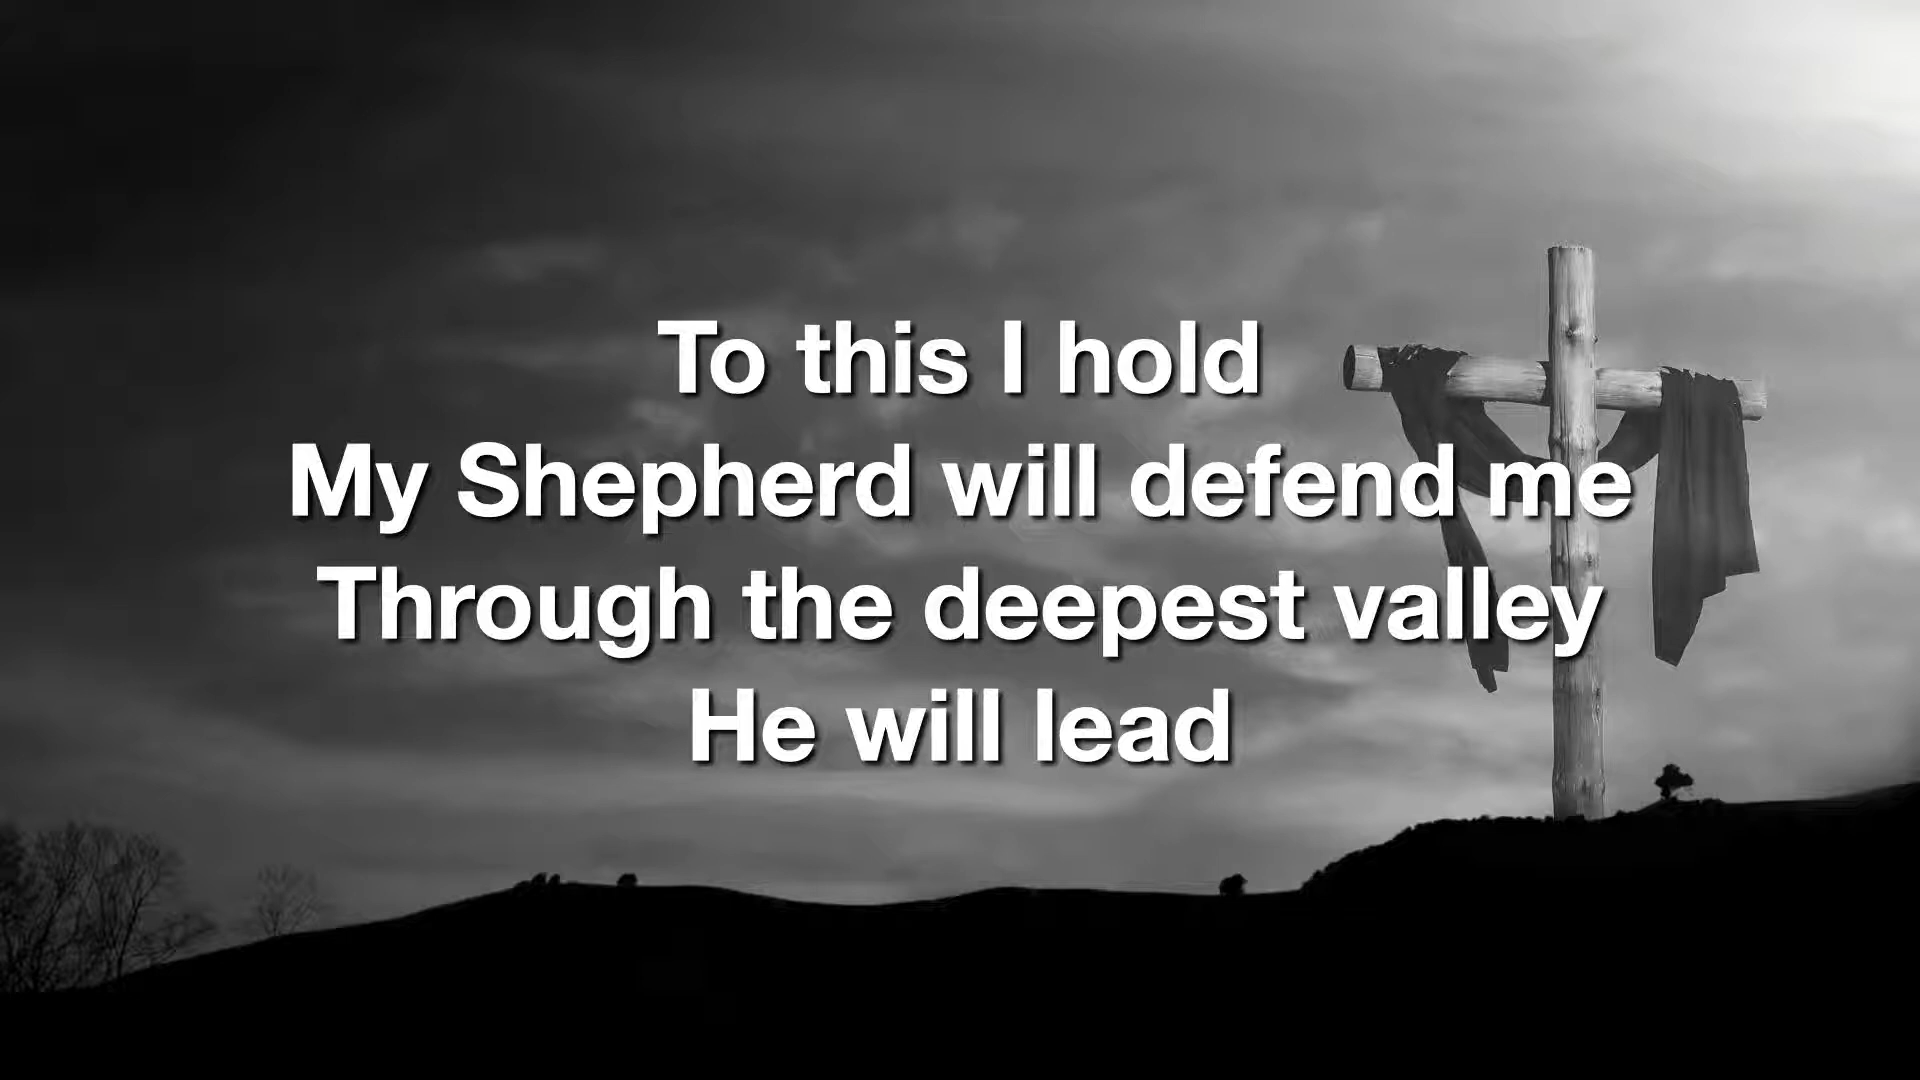 To this I hold
My Shepherd will defend me
Through the deepest valley
He will lead